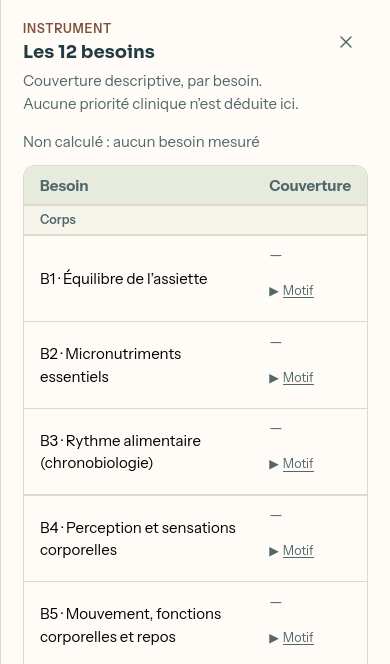 INSTRUMENT
Les 12 besoins
Couverture descriptive, par besoin.
Aucune priorité clinique n’est déduite ici.
Non calculé : aucun besoin mesuré
Besoin Couverture
Corps
—
B1 · Équilibre de l’assiette
▶ Motif
—
B2 · Micronutriments
essentiels
▶ Motif
—
B3 · Rythme alimentaire
(chronobiologie)
▶ Motif
—
B4 · Perception et sensations
corporelles
▶ Motif
—
B5 · Mouvement, fonctions
corporelles et repos
▶ Motif